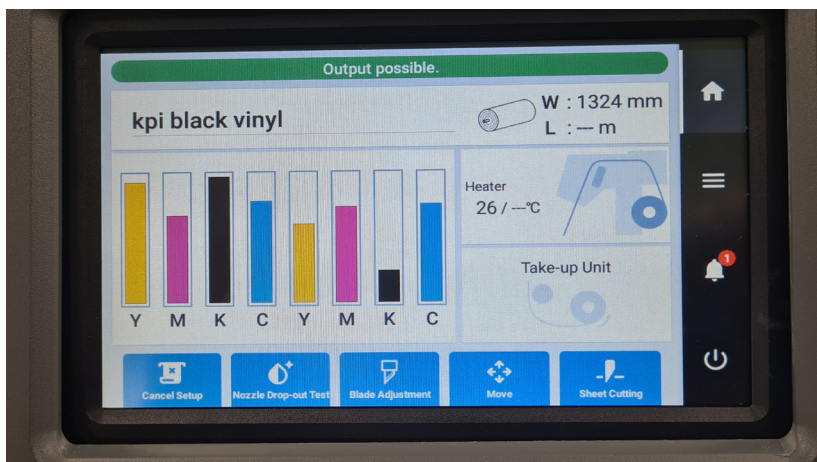 Output possible.
kpi black vinyl
W : 1324 mm
L : --- m
Heater
26 / ---℃
Take-up Unit
Y M K C Y M K C
1
Cancel Setup
Nozzle Drop-out Test
Blade Adjustment
Move
Sheet Cutting